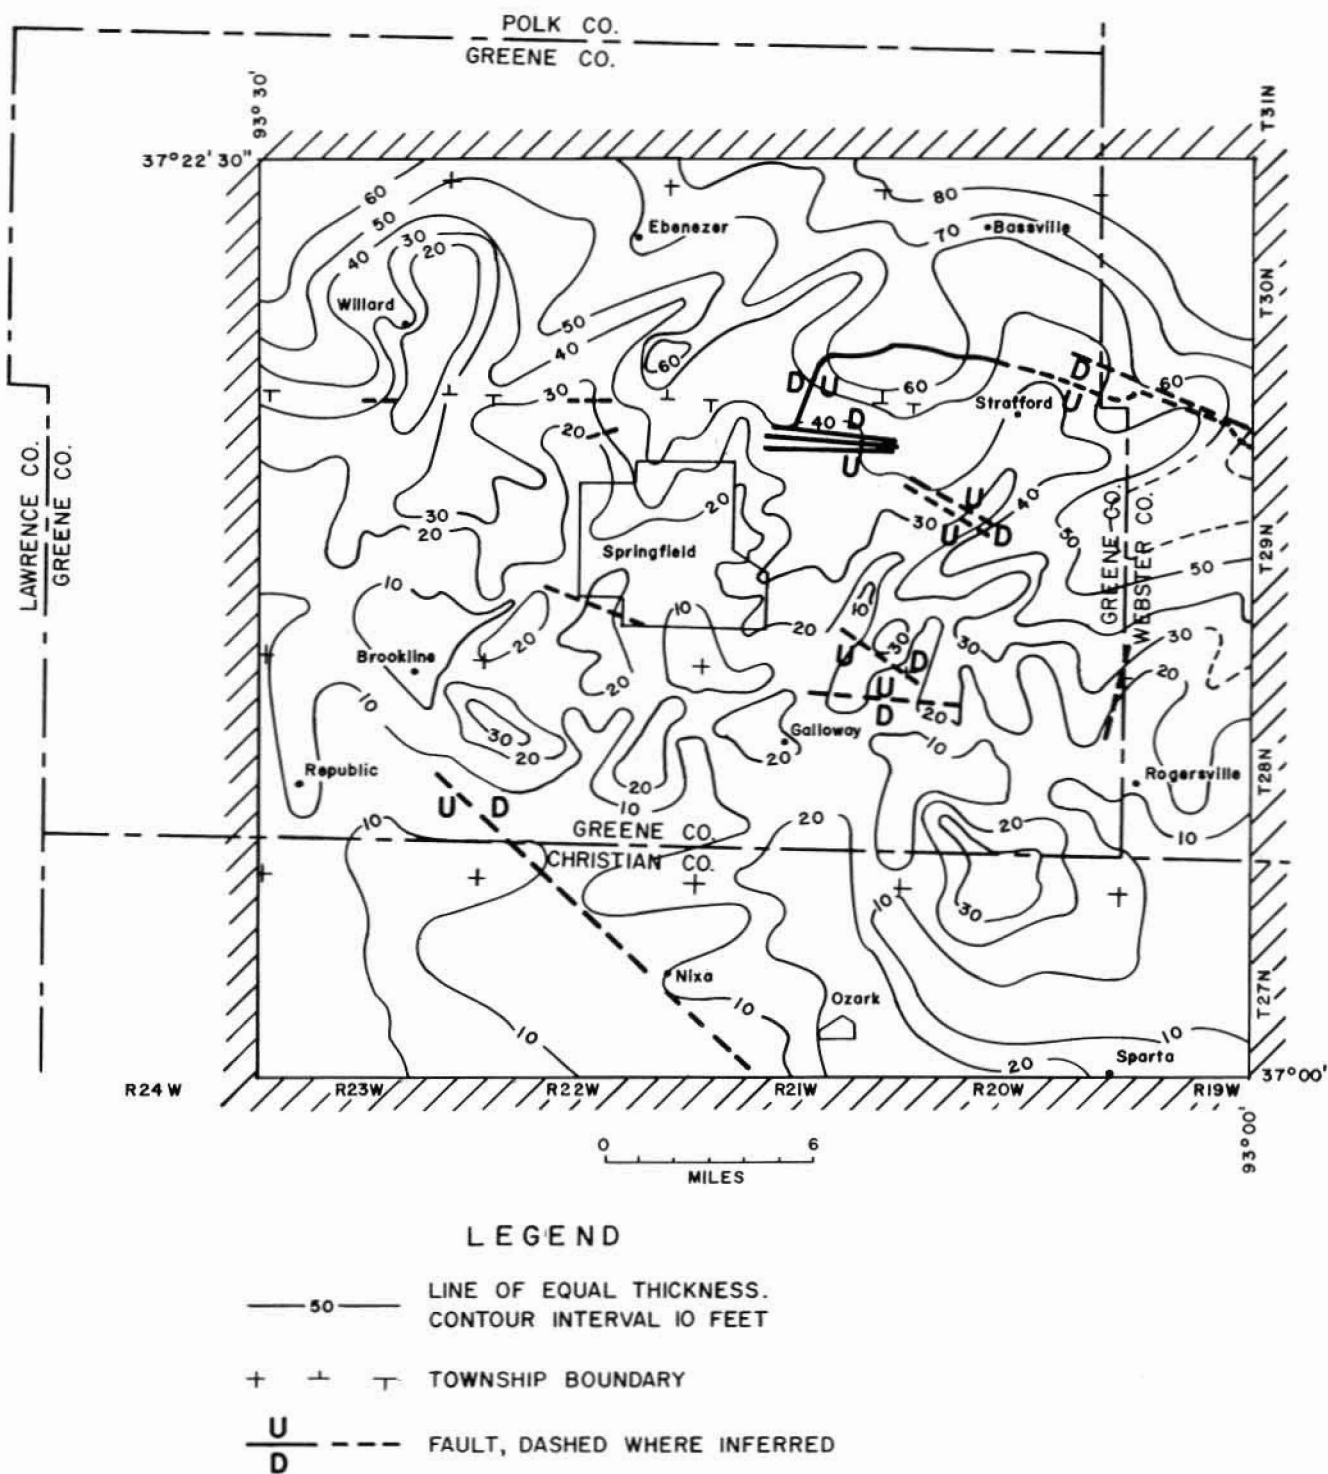 POLK CO.
GREENE CO.
93° 30'
T31N
37°22'30"
60
50
40
30
20
80
70
Ebenezer
Bassville
Willard
T30N
50
40
60
30
20
D U
60
D
U
60
40
D
U
Strafford
LAWRENCE CO.
GREENE CO.
30
20
20
30
U
U
D
40
50
50
Springfield
GREENE CO.
WEBSTER CO.
T29N
10
20
10
20
10
30
30
30
20
U
D
U
D
Brookline
20
10
30
20
20
10
Galloway
20
20
10
Republic
T28N
Rogersville
U D
10
GREENE CO.
CHRISTIAN CO.
20
20
10
10
30
Nixa
Ozark
10
10
10
20
Sparta
T27N
R24W
R23W
R22W
R21W
R20W
R19W
37°00'
93°00'
0 6
MILES
LEGEND
50
LINE OF EQUAL THICKNESS.
CONTOUR INTERVAL 10 FEET
TOWNSHIP BOUNDARY
U
D
FAULT, DASHED WHERE INFERRED